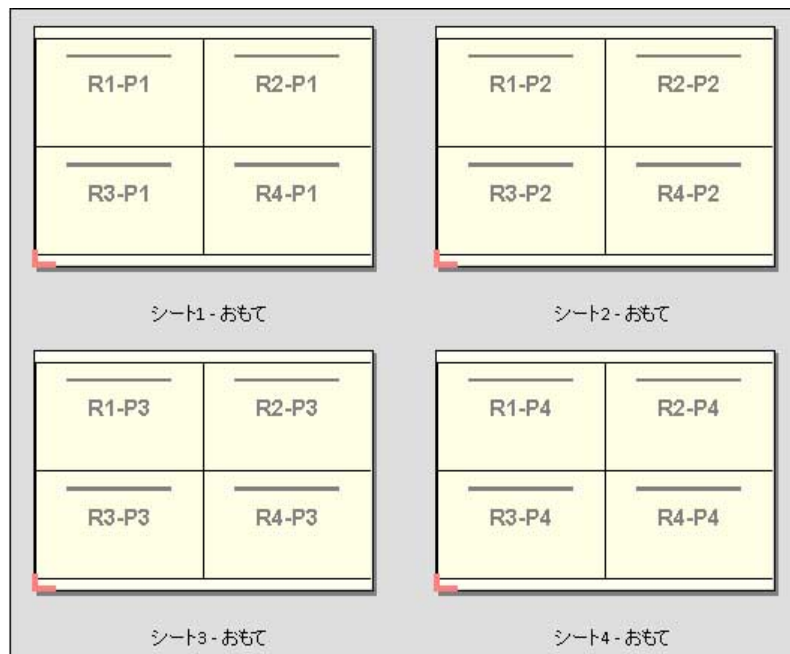 R1-P1 R2-P1 R1-P2 R2-P2
R3-P1 R4-P1 R3-P2 R4-P2
シート1 - おもて シート2 - おもて
R1-P3 R2-P3 R1-P4 R2-P4
R3-P3 R4-P3 R3-P4 R4-P4
シート3 - おもて シート4 - おもて